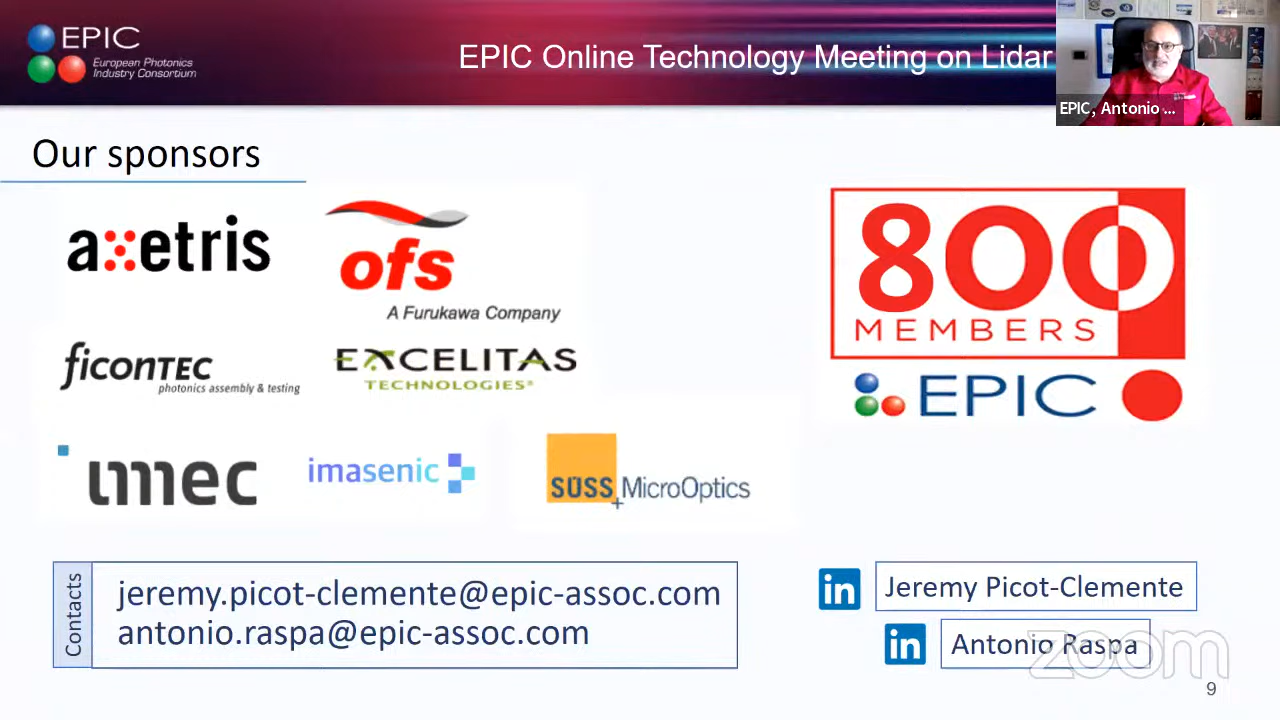 EPIC
European Photonics
Industry Consortium
EPIC Online Technology Meeting on Lidar
EPIC, Antonio ...
Our sponsors
axetris
ofs
A Furukawa Company
ficonTEC
photonics assembly & testing
EXCELITAS
TECHNOLOGIES®
imec
imasenic
SUSS MicroOptics
800
MEMBERS
EPIC
Contacts
jeremy.picot-clemente@epic-assoc.com
antonio.raspa@epic-assoc.com
in Jeremy Picot-Clemente
in Antonio Raspa
zoom
9